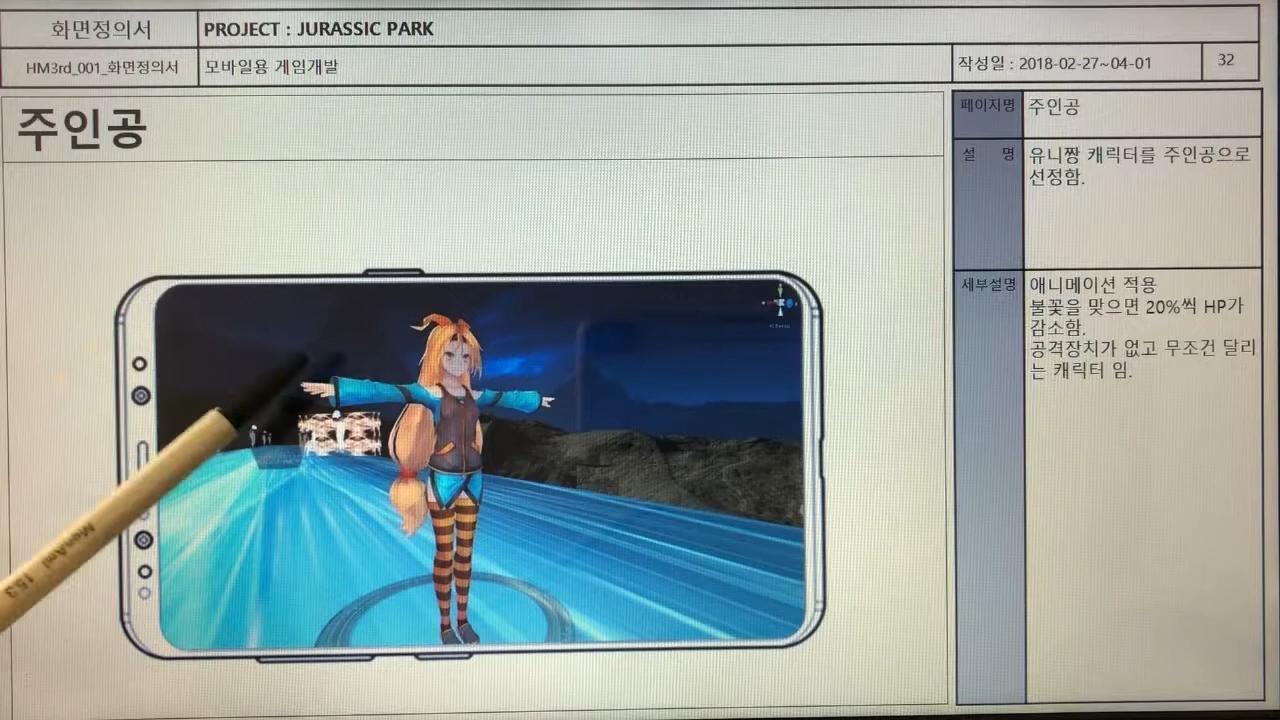 화면정의서
PROJECT : JURASSIC PARK
HM3rd_001_화면정의서
모바일용 게임개발
작성일 : 2018-02-27~04-01
32
주인공
페이지명
주인공
설 명
유니짱 캐릭터를 주인공으로
선정함.
세부설명
애니메이션 적용
불꽃을 맞으면 20%씩 HP가
감소함.
공격장치가 없고 무조건 달리
는 캐릭터 임.
MonAmi 153